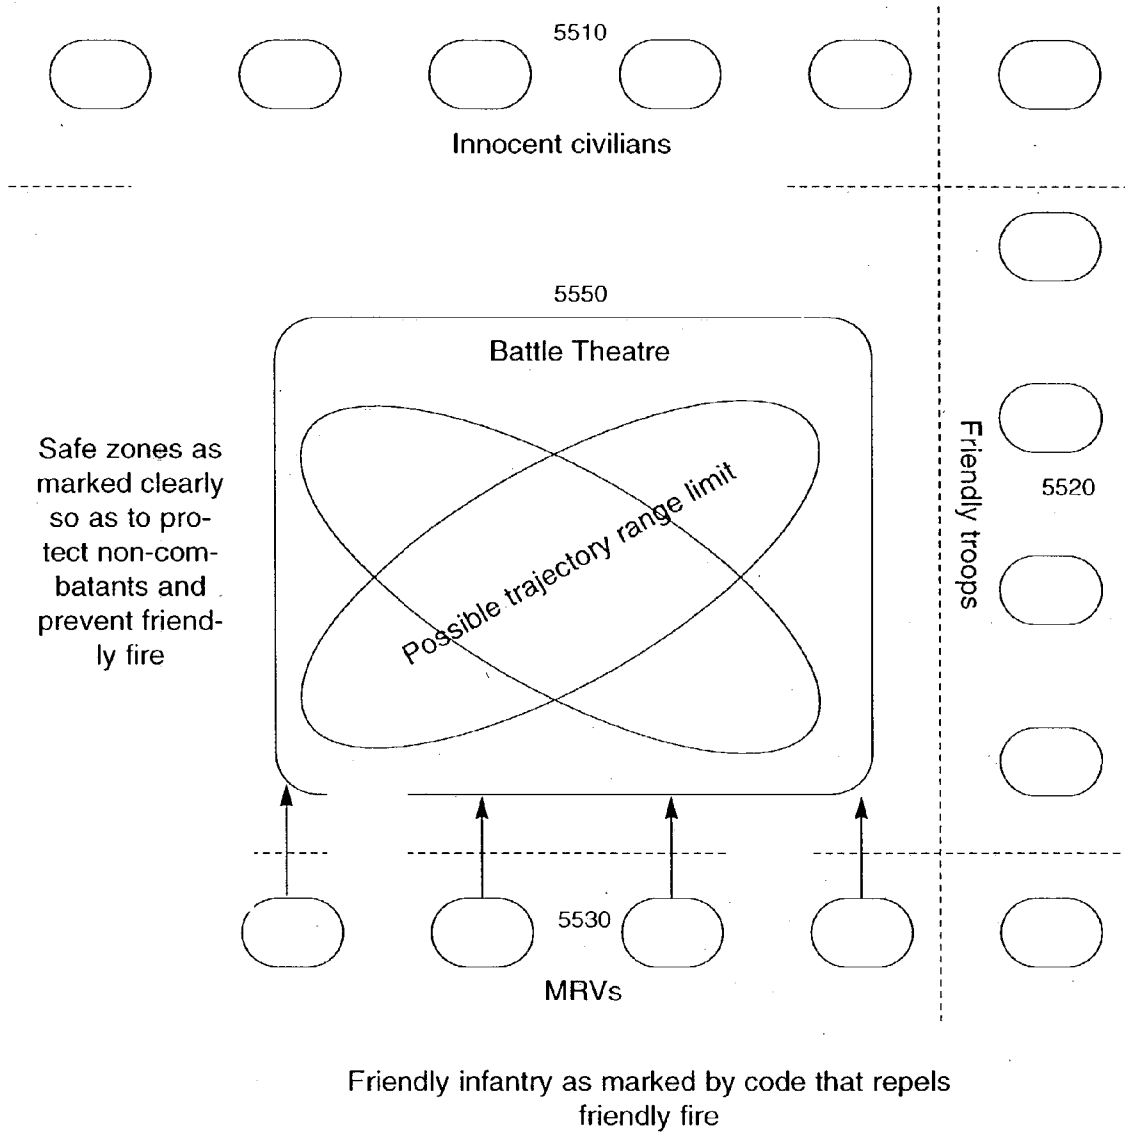 5510
Innocent civilians
5550
Battle Theatre
Possible trajectory range limit
Safe zones as
marked clearly
so as to pro-
tect non-com-
batants and
prevent friend-
ly fire
Friendly troops
5520
5530
MRVs
Friendly infantry as marked by code that repels
friendly fire